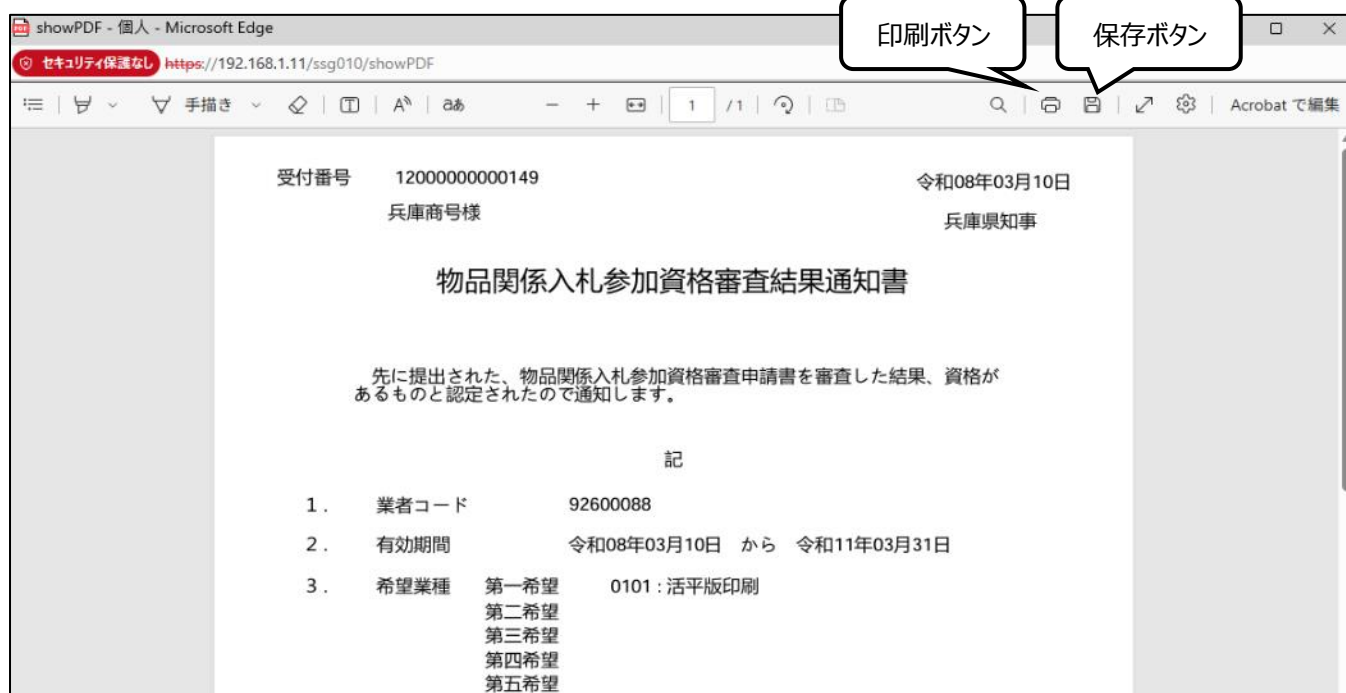 showPDF - 個人 - Microsoft Edge
印刷ボタン
保存ボタン
セキュリティ保護なし https://192.168.1.11/ssg010/showPDF
手描き aあ 1 /1 Acrobat で編集
受付番号 12000000000149 令和08年03月10日
兵庫商号様 兵庫県知事
物品関係入札参加資格審査結果通知書
先に提出された、物品関係入札参加資格審査申請書を審査した結果、資格が
あるものと認定されたので通知します。
記
1. 業者コード 92600088
2. 有効期間 令和08年03月10日 から 令和11年03月31日
3. 希望業種 第一希望 0101 : 活平版印刷
第二希望
第三希望
第四希望
第五希望